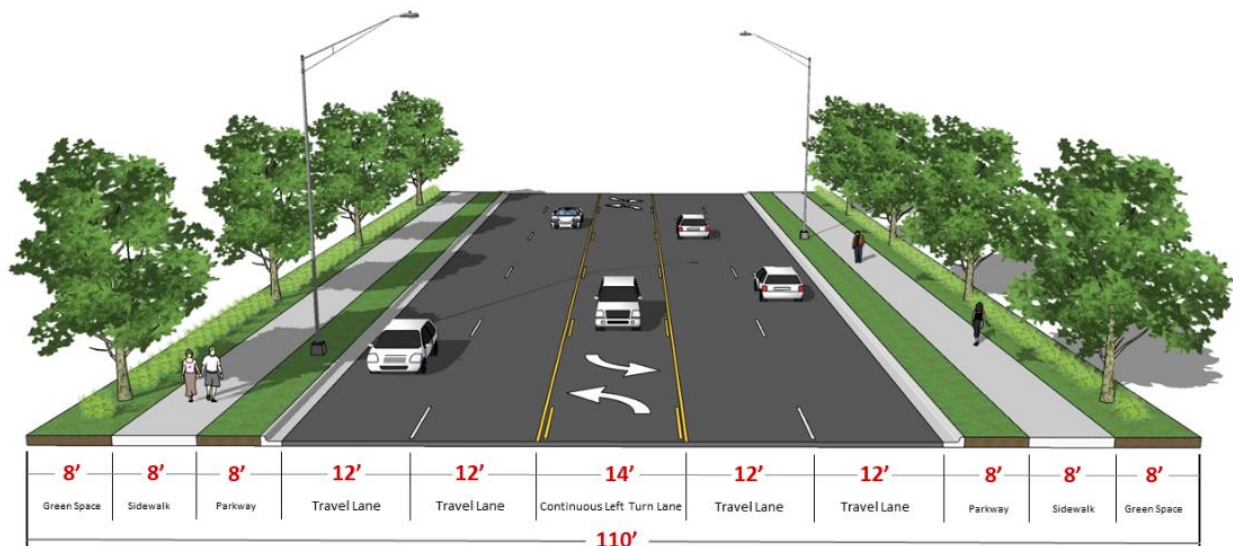 8' 8' 8' 12' 12' 14' 12' 12' 8' 8' 8'
Green Space Sidewalk Parkway Travel Lane Travel Lane Continuous Left Turn Lane Travel Lane Travel Lane Parkway Sidewalk Green Space
110'